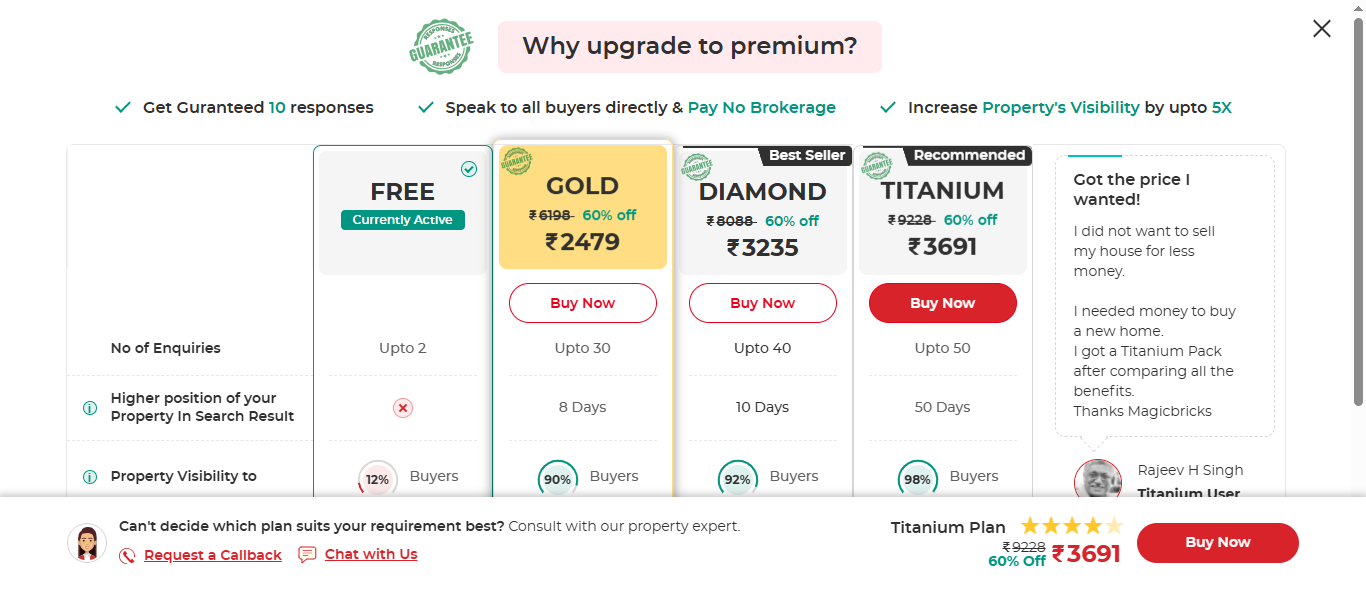 RESPONSES
GUARANTEE
RESPONSES
Why upgrade to premium?
Get Guranteed 10 responses
Speak to all buyers directly & Pay No Brokerage
Increase Property's Visibility by upto 5X
FREE
Currently Active
GUARANTEE
GOLD
₹6198 60% off
₹2479
Buy Now
GUARANTEE
Best Seller
DIAMOND
₹8088 60% off
₹3235
Buy Now
GUARANTEE
Recommended
TITANIUM
₹9228 60% off
₹3691
Buy Now
No of Enquiries
Upto 2
Upto 30
Upto 40
Upto 50
Higher position of your
Property In Search Result
8 Days
10 Days
50 Days
Property Visibility to
12% Buyers
90% Buyers
92% Buyers
98% Buyers
Got the price I
wanted!
I did not want to sell
my house for less
money.
I needed money to buy
a new home.
I got a Titanium Pack
after comparing all the
benefits.
Thanks Magicbricks
Rajeev H Singh
Titanium User
Can't decide which plan suits your requirement best? Consult with our property expert.
Request a Callback
Chat with Us
Titanium Plan
₹9228
60% Off
₹3691
Buy Now